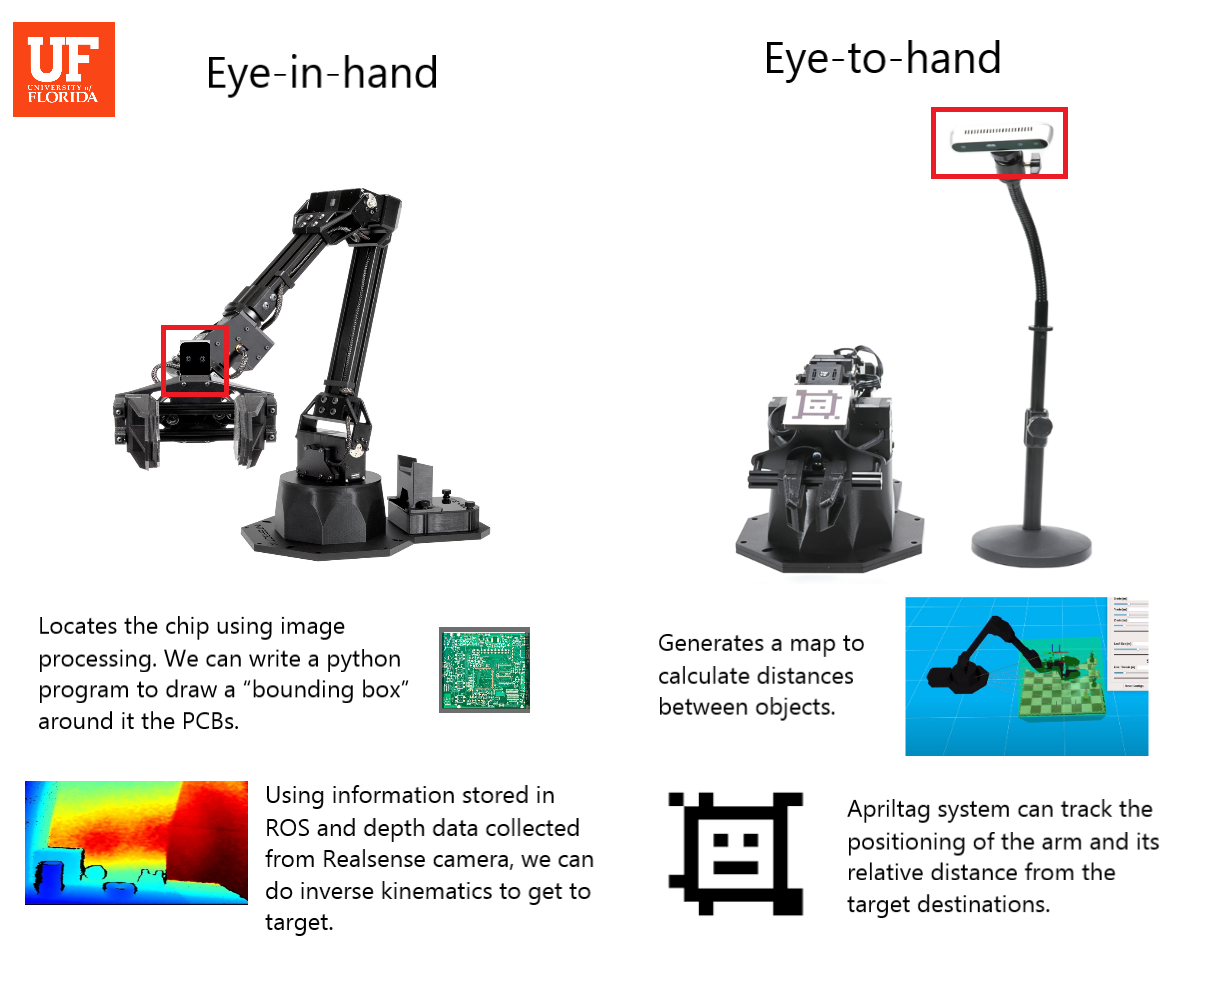 UF
UNIVERSITY of
FLORIDA
Eye-in-hand
Eye-to-hand
Locates the chip using image
processing. We can write a python
program to draw a “bounding box”
around it the PCBs.
Using information stored in
ROS and depth data collected
from Realsense camera, we can
do inverse kinematics to get to
target.
Generates a map to
calculate distances
between objects.
Apriltag system can track the
positioning of the arm and its
relative distance from the
target destinations.